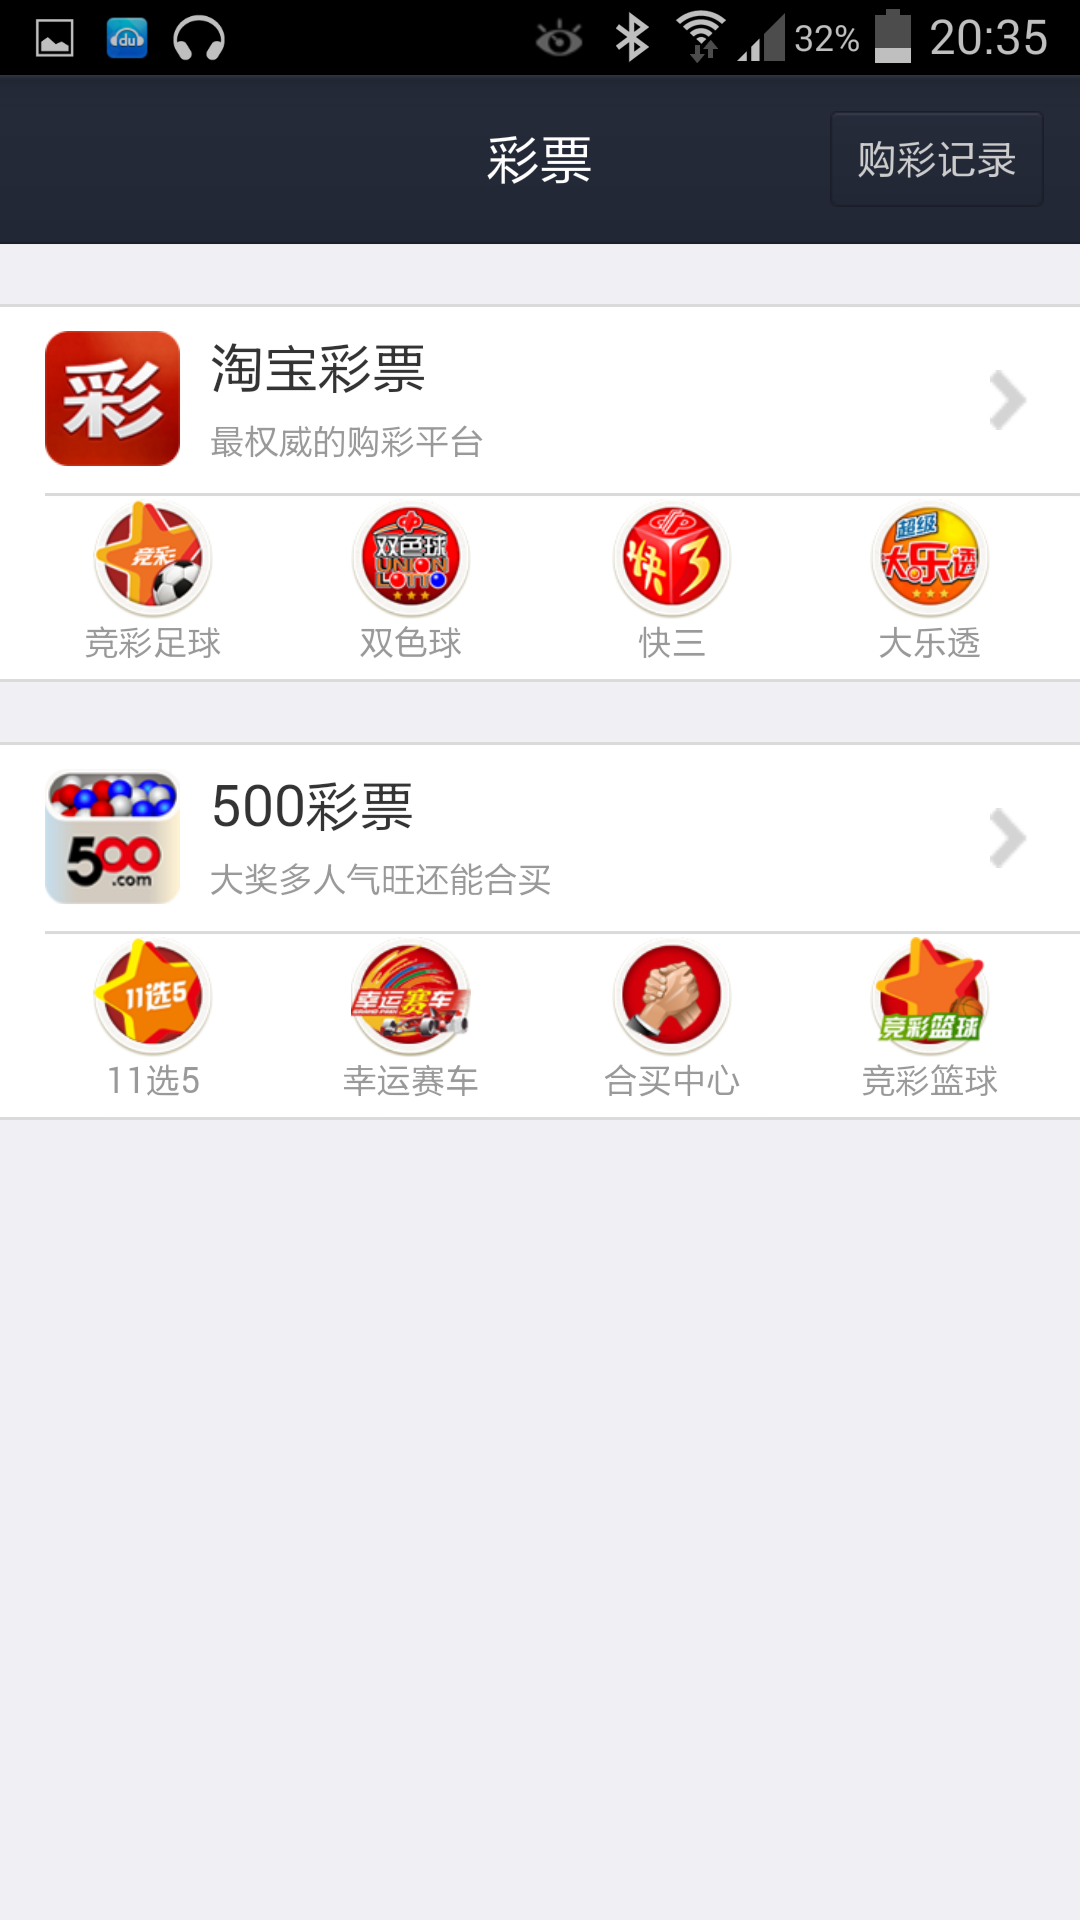 du 32% 20:35
彩票 购彩记录
彩 淘宝彩票
最权威的购彩平台
竞彩 双色球 UNION LOTTO 快3 超级大乐透
竞彩足球 双色球 快三 大乐透
500彩票
500.com 大奖多人气旺还能合买
11选5 幸运赛车 GRAND PRIX 竞彩篮球
11选5 幸运赛车 合买中心 竞彩篮球